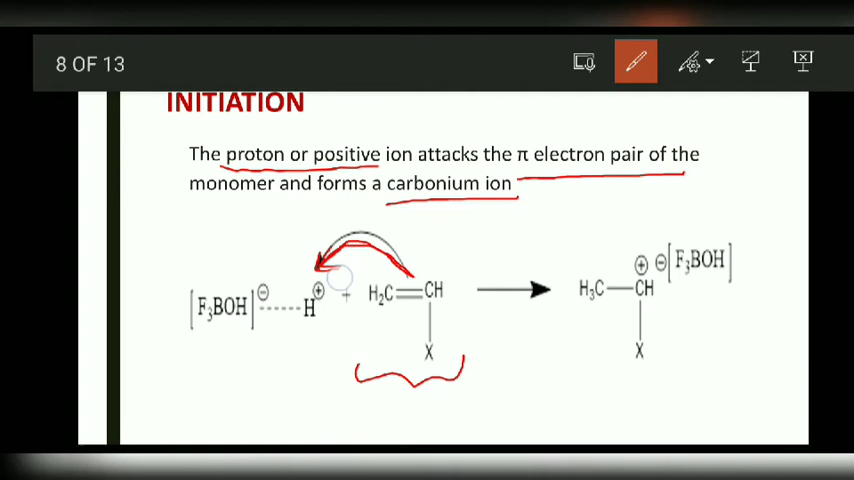 8 OF 13
INITIATION
The proton or positive ion attacks the π electron pair of the
monomer and forms a carbonium ion
[F₃BOH]⊖ ------ H⊕ + H₂C=CH ⟶ H₃C—CH⊕ ⊖[F₃BOH]
X X